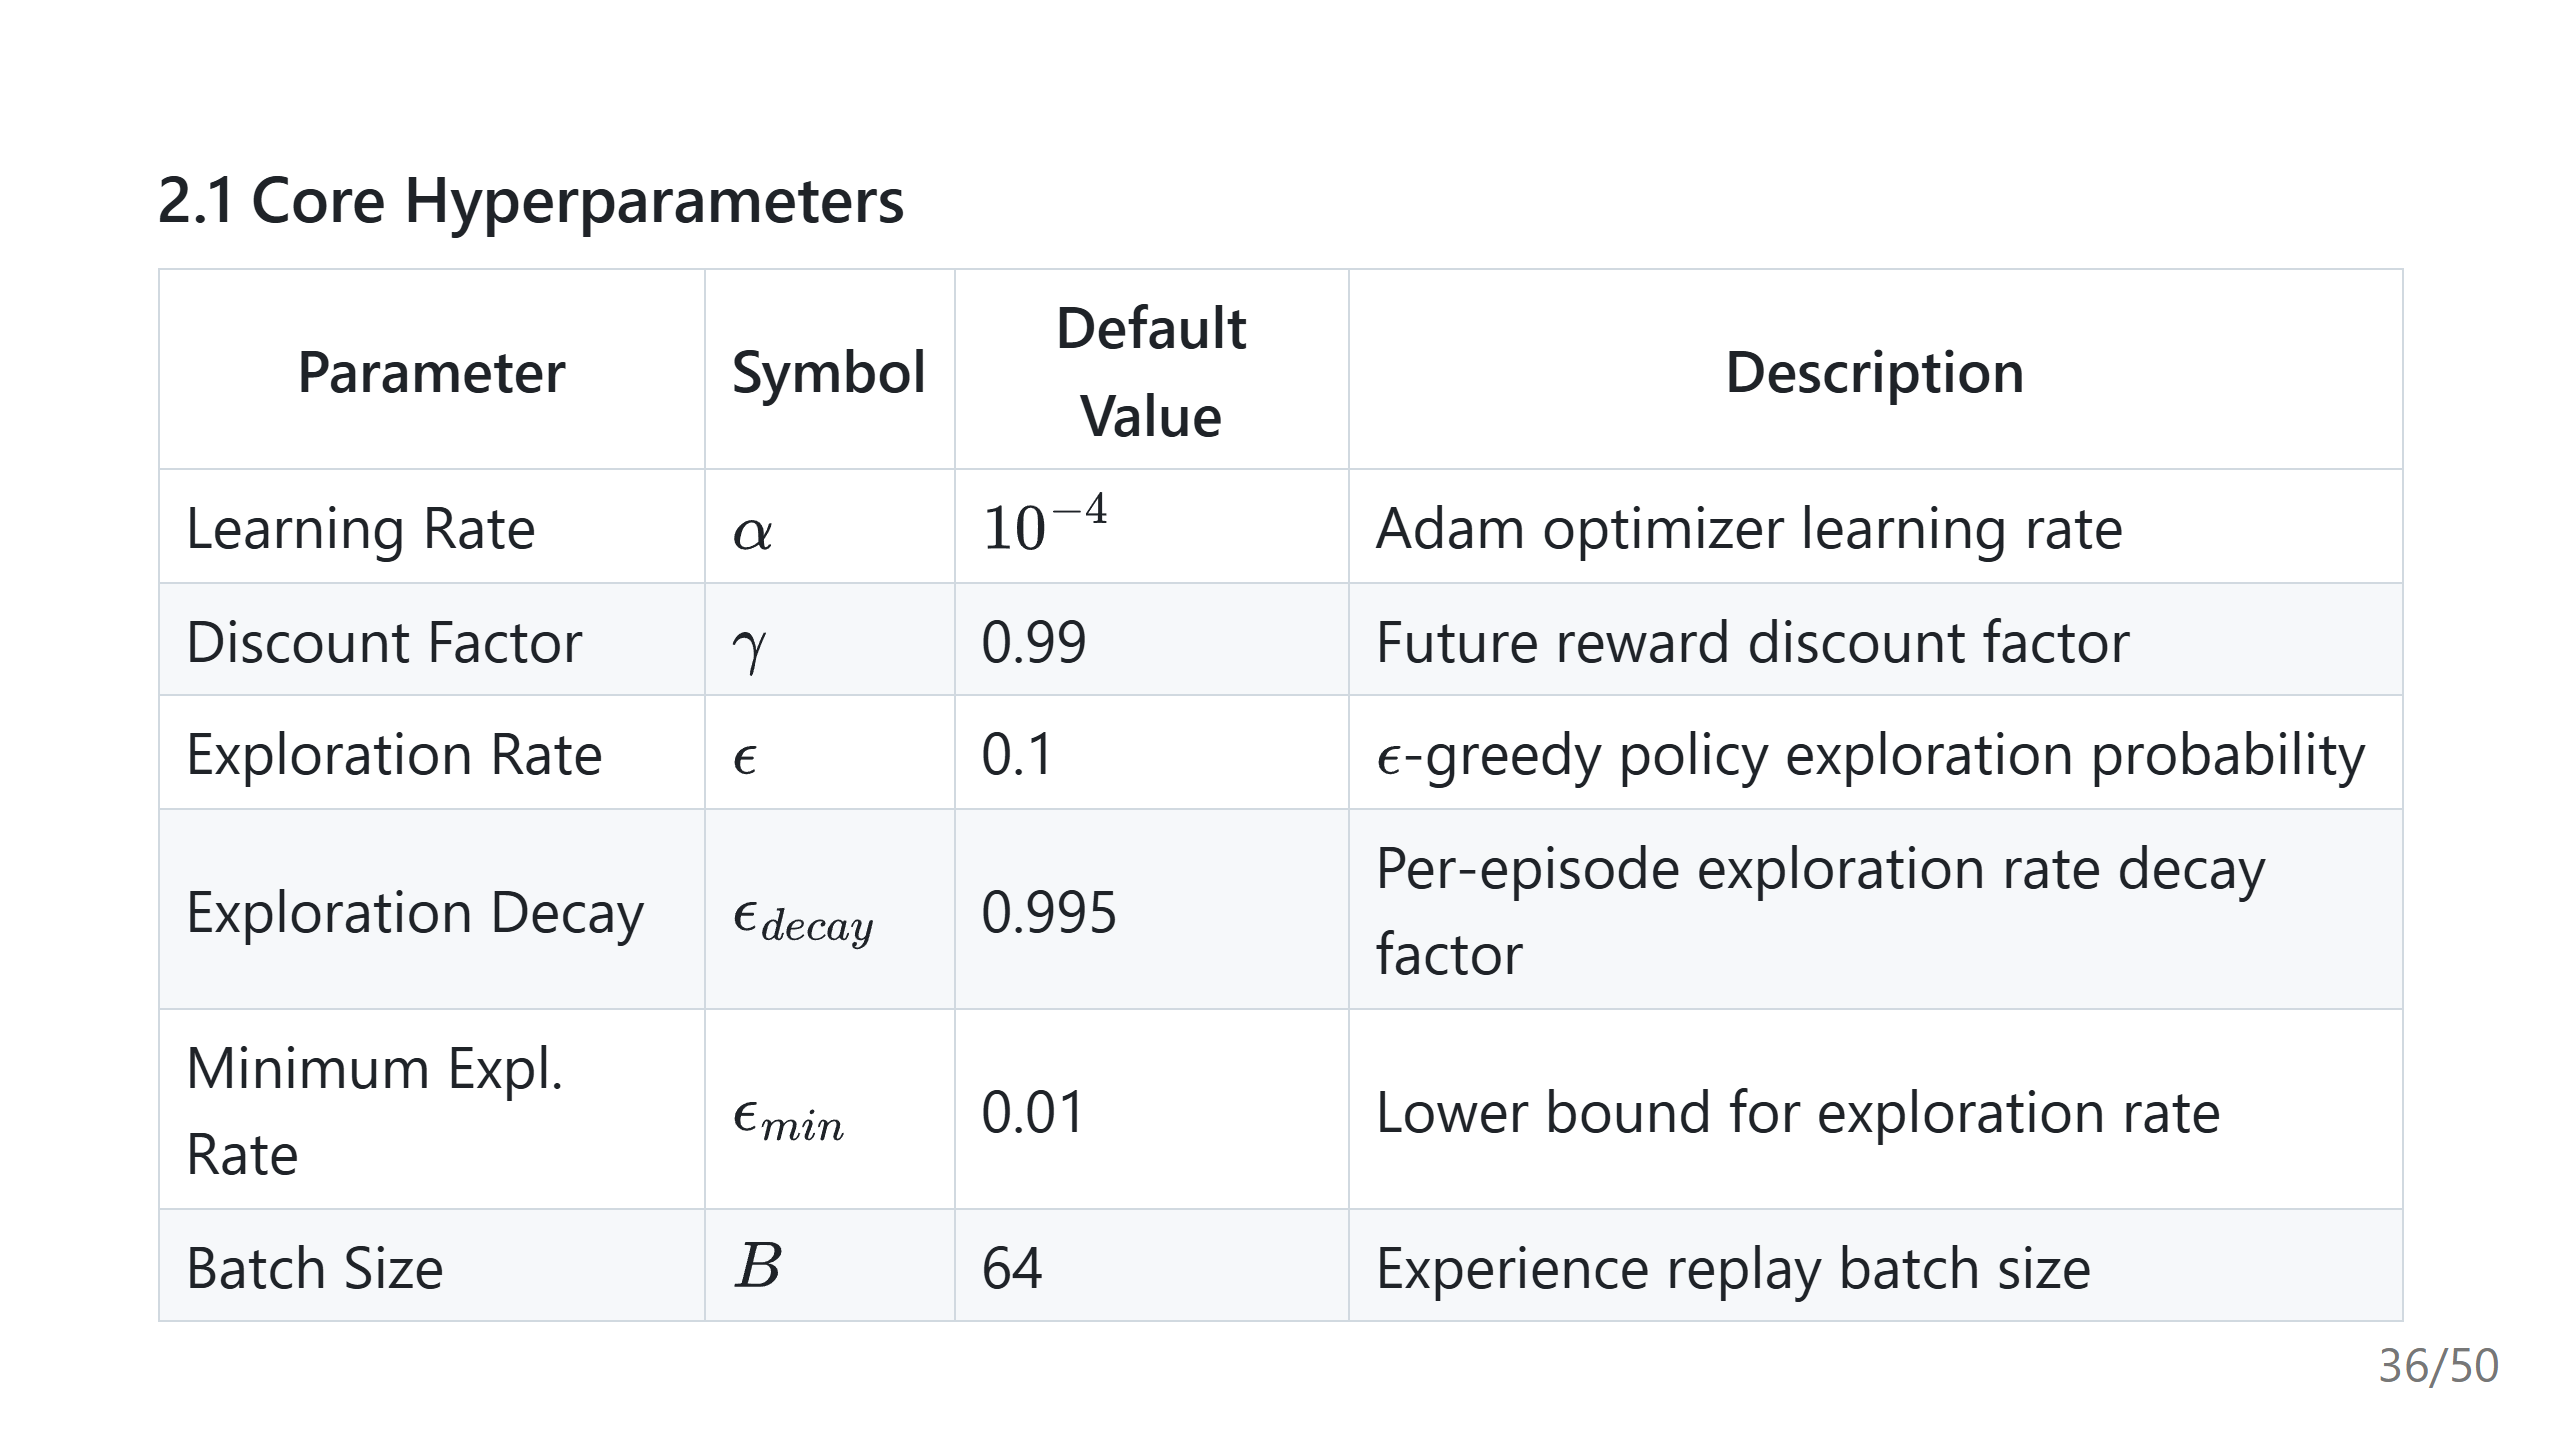 2.1 Core Hyperparameters
Parameter
Symbol
Default
Value
Description
Learning Rate
α
10⁻⁴
Adam optimizer learning rate
Discount Factor
γ
0.99
Future reward discount factor
Exploration Rate
ϵ
0.1
ϵ-greedy policy exploration probability
Exploration Decay
ϵ_decay
0.995
Per-episode exploration rate decay
factor
Minimum Expl.
Rate
ϵ_min
0.01
Lower bound for exploration rate
Batch Size
B
64
Experience replay batch size
36/50